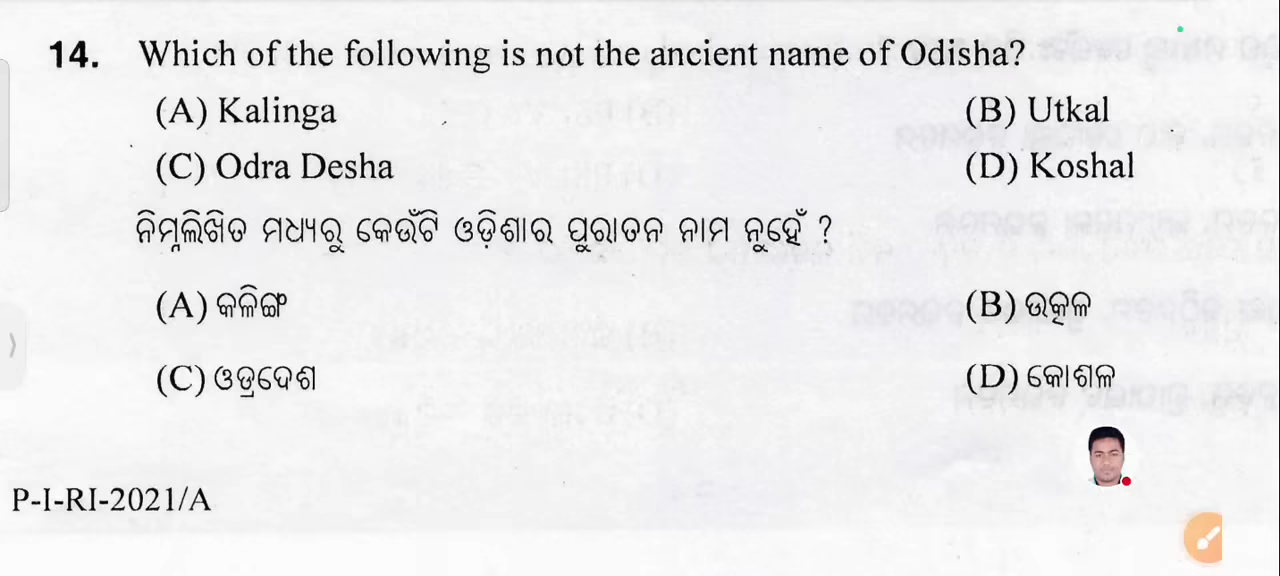 14. Which of the following is not the ancient name of Odisha?
(A) Kalinga (B) Utkal
(C) Odra Desha (D) Koshal
ନିମ୍ନଲିଖିତ ମଧ୍ୟରୁ କେଉଁଟି ଓଡ଼ିଶାର ପୁରାତନ ନାମ ନୁହେଁ ?
(A) କଳିଙ୍ଗ (B) ଉତ୍କଳ
(C) ଓଡ୍ରଦେଶ (D) କୋଶଳ
P-I-RI-2021/A